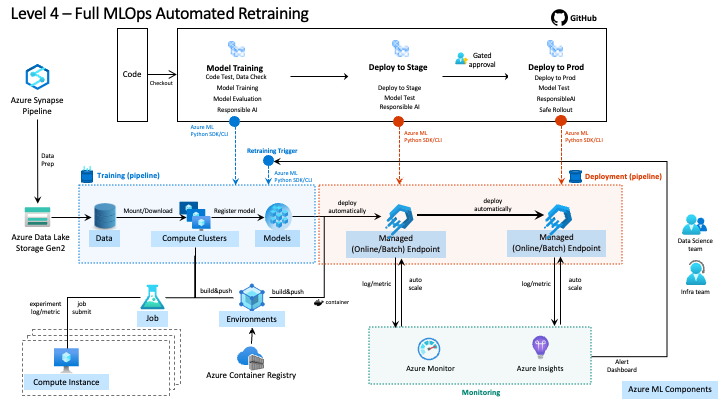 Level 4 – Full MLOps Automated Retraining
GitHub
Code
Checkout
Model Training
Code Test, Data Check
Model Training
Model Evaluation
Responsible AI
Deploy to Stage
Deploy to Stage
Model Test
Responsible AI
Gated
approval
Deploy to Prod
Deploy to Prod
Model Test
ResponsibleAI
Safe Rollout
Azure Synapse
Pipeline
Data
Prep
Azure ML
Python SDK/CLI
Retraining Trigger
Azure ML
Python SDK/CLI
Azure ML
Python SDK/CLI
Azure ML
Python SDK/CLI
Training (pipeline)
Deployment (pipeline)
Azure Data Lake
Storage Gen2
Data
Mount/Download
Compute Clusters
Register model
Models
deploy
automatically
Managed
(Online/Batch) Endpoint
deploy
automatically
Managed
(Online/Batch) Endpoint
Data Science
team
Infra team
experiment
log/metric
job
submit
Job
build&push
Environments
build&push
container
log/metric
auto
scale
log/metric
auto
scale
Azure Container Registry
Compute Instance
Azure Monitor
Azure Insights
Monitoring
Alert
Dashboard
Azure ML Components